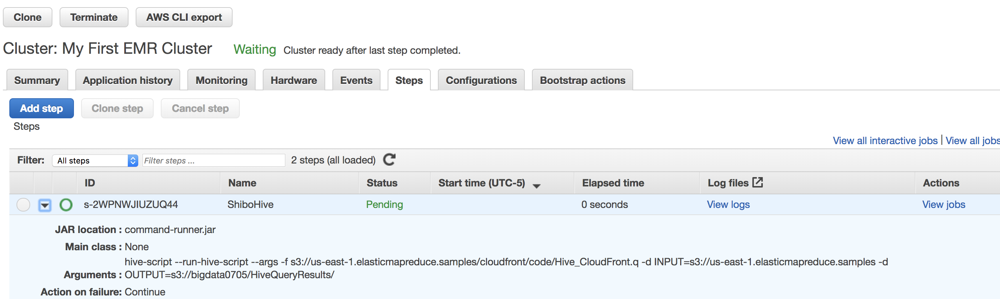 Clone Terminate AWS CLI export
Cluster: My First EMR Cluster Waiting Cluster ready after last step completed.
Summary Application history Monitoring Hardware Events Steps Configurations Bootstrap actions
Add step Clone step Cancel step
Steps
View all interactive jobs | View all jobs
Filter: All steps Filter steps ... 2 steps (all loaded)
ID Name Status Start time (UTC-5) Elapsed time Log files Actions
s-2WPNWJIUZUQ44 ShiboHive Pending 0 seconds View logs View jobs
JAR location : command-runner.jar
Main class : None
hive-script --run-hive-script --args -f s3://us-east-1.elasticmapreduce.samples/cloudfront/code/Hive_CloudFront.q -d INPUT=s3://us-east-1.elasticmapreduce.samples -d
Arguments : OUTPUT=s3://bigdata0705/HiveQueryResults/
Action on failure: Continue